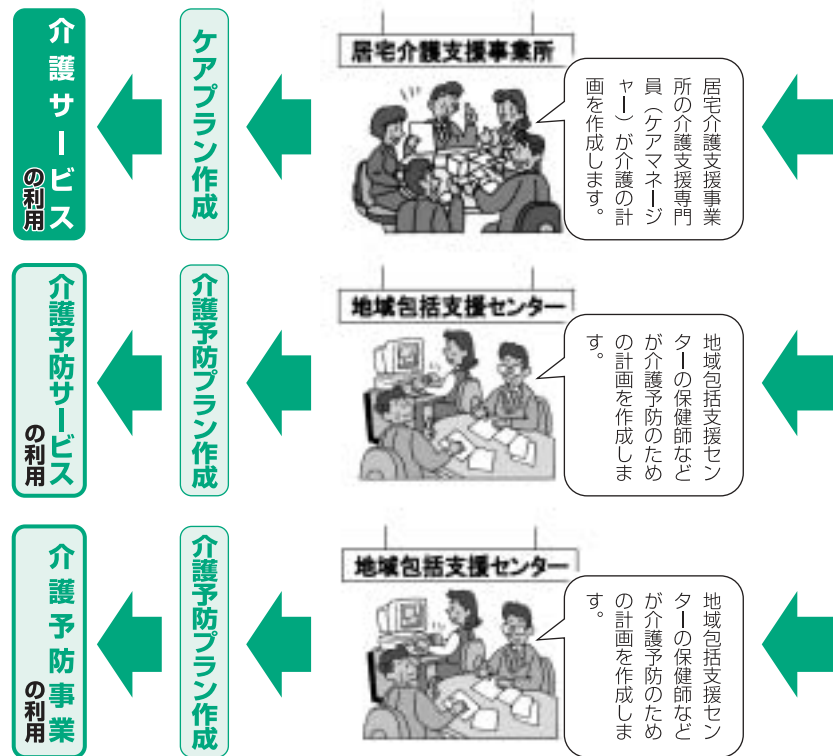 居宅介護支援事業所
居宅介護支援事業
所の介護支援専門
員（ケアマネージ
ャー）が介護の計
画を作成します。
ケアプラン作成
介護サービス
の利用
地域包括支援センター
地域包括支援セン
ターの保健師など
が介護予防のため
の計画を作成しま
す。
介護予防プラン作成
介護予防サービス
の利用
地域包括支援センター
地域包括支援セン
ターの保健師など
が介護予防のため
の計画を作成しま
す。
介護予防プラン作成
介護予防事業
の利用